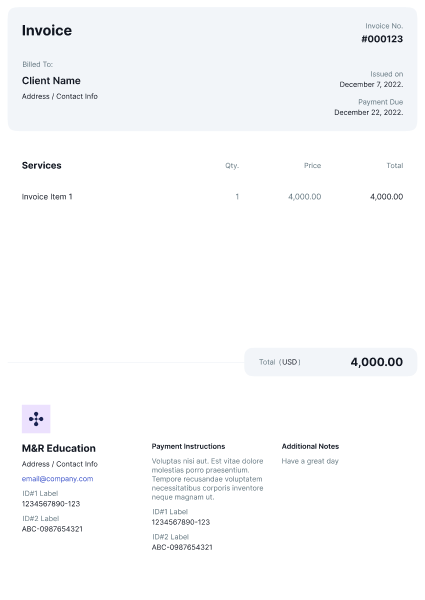 Invoice
Invoice No.
#000123
Billed To:
Client Name
Address / Contact Info
Issued on
December 7, 2022.
Payment Due
December 22, 2022.
Services Qty. Price Total
Invoice Item 1 1 4,000.00 4,000.00
Total (USD) 4,000.00
M&R Education
Address / Contact Info
email@company.com
ID#1 Label
1234567890-123
ID#2 Label
ABC-0987654321
Payment Instructions
Voluptas nisi aut. Est vitae dolore
molestias porro praesentium.
Tempore recusandae voluptatem
necessitatibus corporis inventore
neque magnam ut.
ID#1 Label
1234567890-123
ID#2 Label
ABC-0987654321
Additional Notes
Have a great day